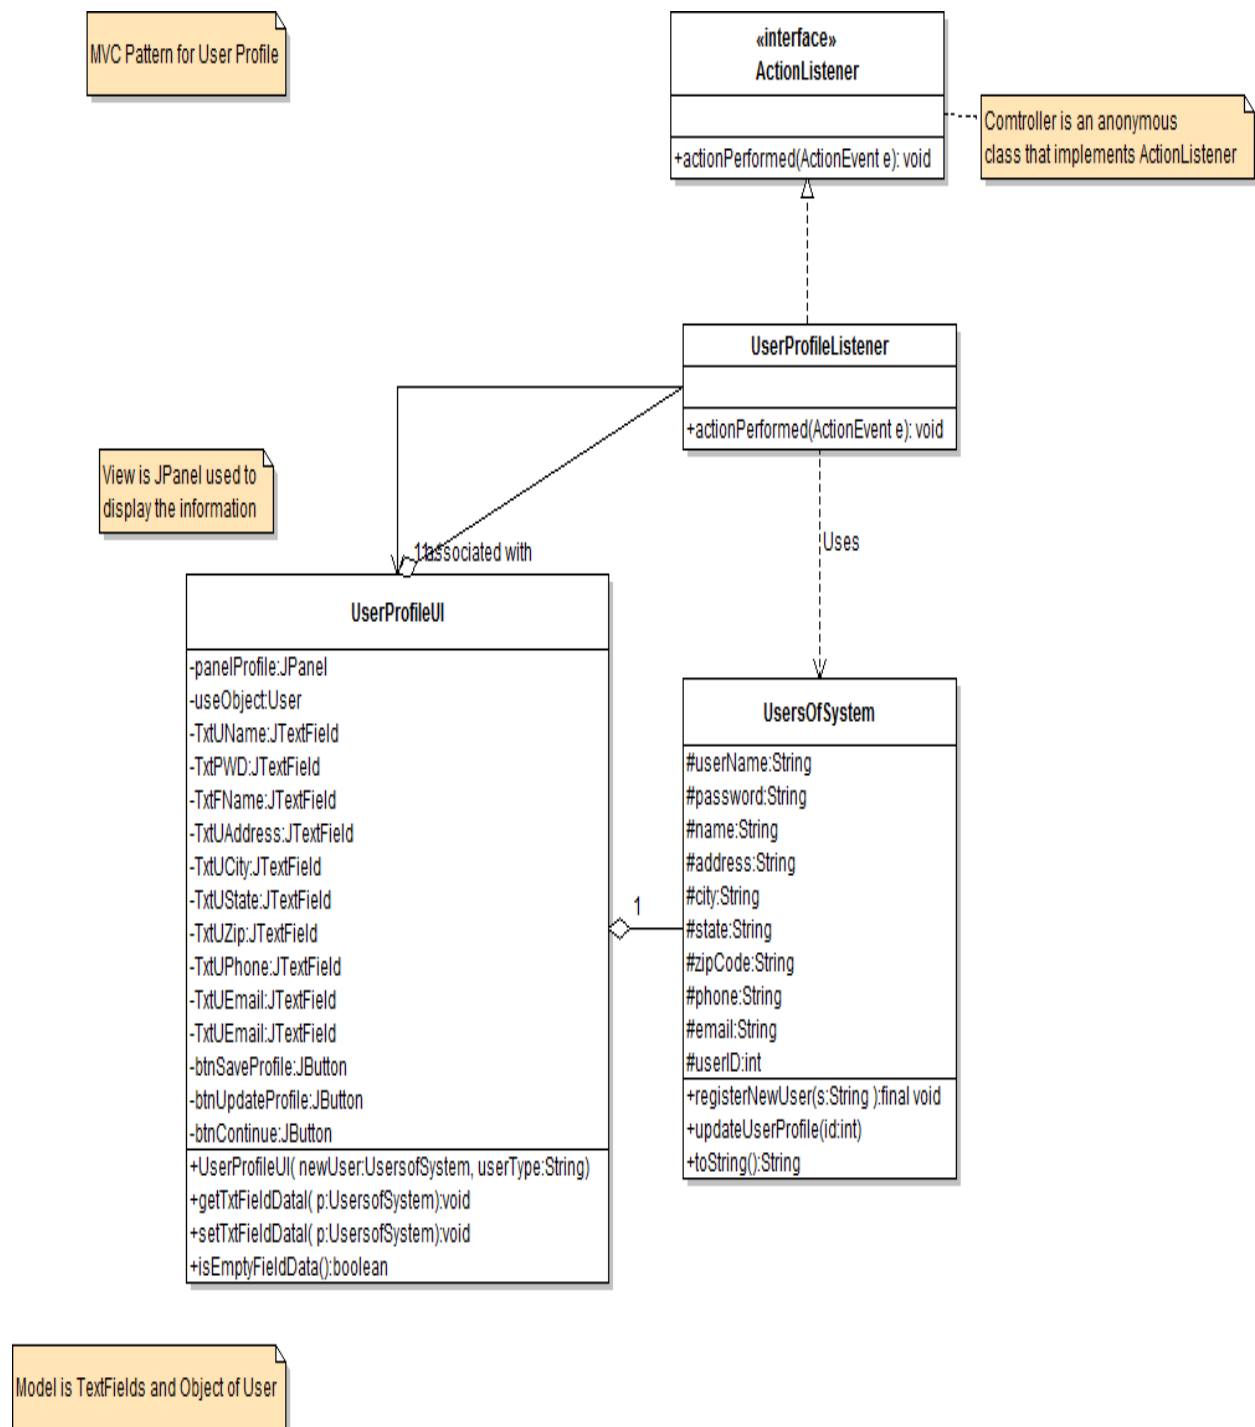 MVC Pattern for User Profile
«interface»
ActionListener
+actionPerformed(ActionEvent e): void
Comtroller is an anonymous
class that implements ActionListener
UserProfileListener
+actionPerformed(ActionEvent e): void
View is JPanel used to
display the information
1 associated with
Uses
UserProfileUI
-panelProfile:JPanel
-useObject:User
-TxtUName:JTextField
-TxtPWD:JTextField
-TxtFName:JTextField
-TxtUAddress:JTextField
-TxtUCity:JTextField
-TxtUState:JTextField
-TxtUZip:JTextField
-TxtUPhone:JTextField
-TxtUEmail:JTextField
-TxtUEmail:JTextField
-btnSaveProfile:JButton
-btnUpdateProfile:JButton
-btnContinue:JButton
+UserProfileUI( newUser:UsersofSystem, userType:String)
+getTxtFieldDatal( p:UsersofSystem):void
+setTxtFieldDatal( p:UsersofSystem):void
+isEmptyFieldData():boolean
1
UsersOfSystem
#userName:String
#password:String
#name:String
#address:String
#city:String
#state:String
#zipCode:String
#phone:String
#email:String
#userID:int
+registerNewUser(s:String ):final void
+updateUserProfile(id:int)
+toString():String
Model is TextFields and Object of User